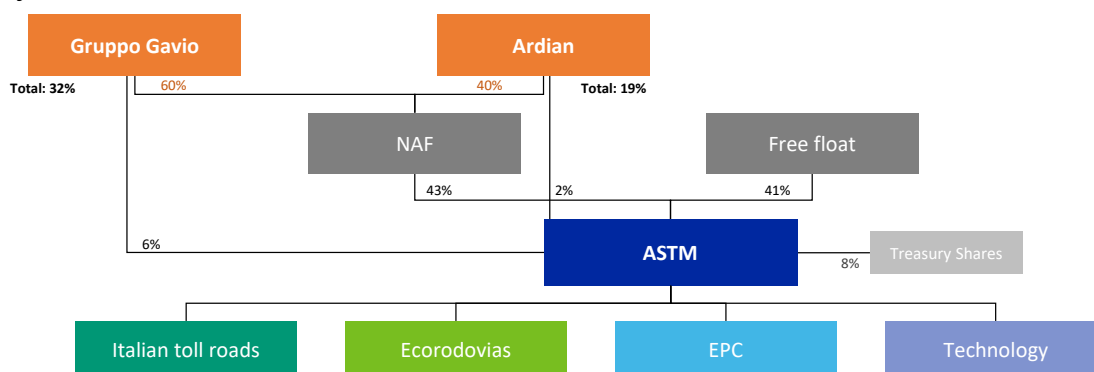 Gruppo Gavio
Ardian
Total: 32%
60%
40%
Total: 19%
NAF
Free float
43%
2%
41%
6%
ASTM
8%
Treasury Shares
Italian toll roads
Ecorodovias
EPC
Technology